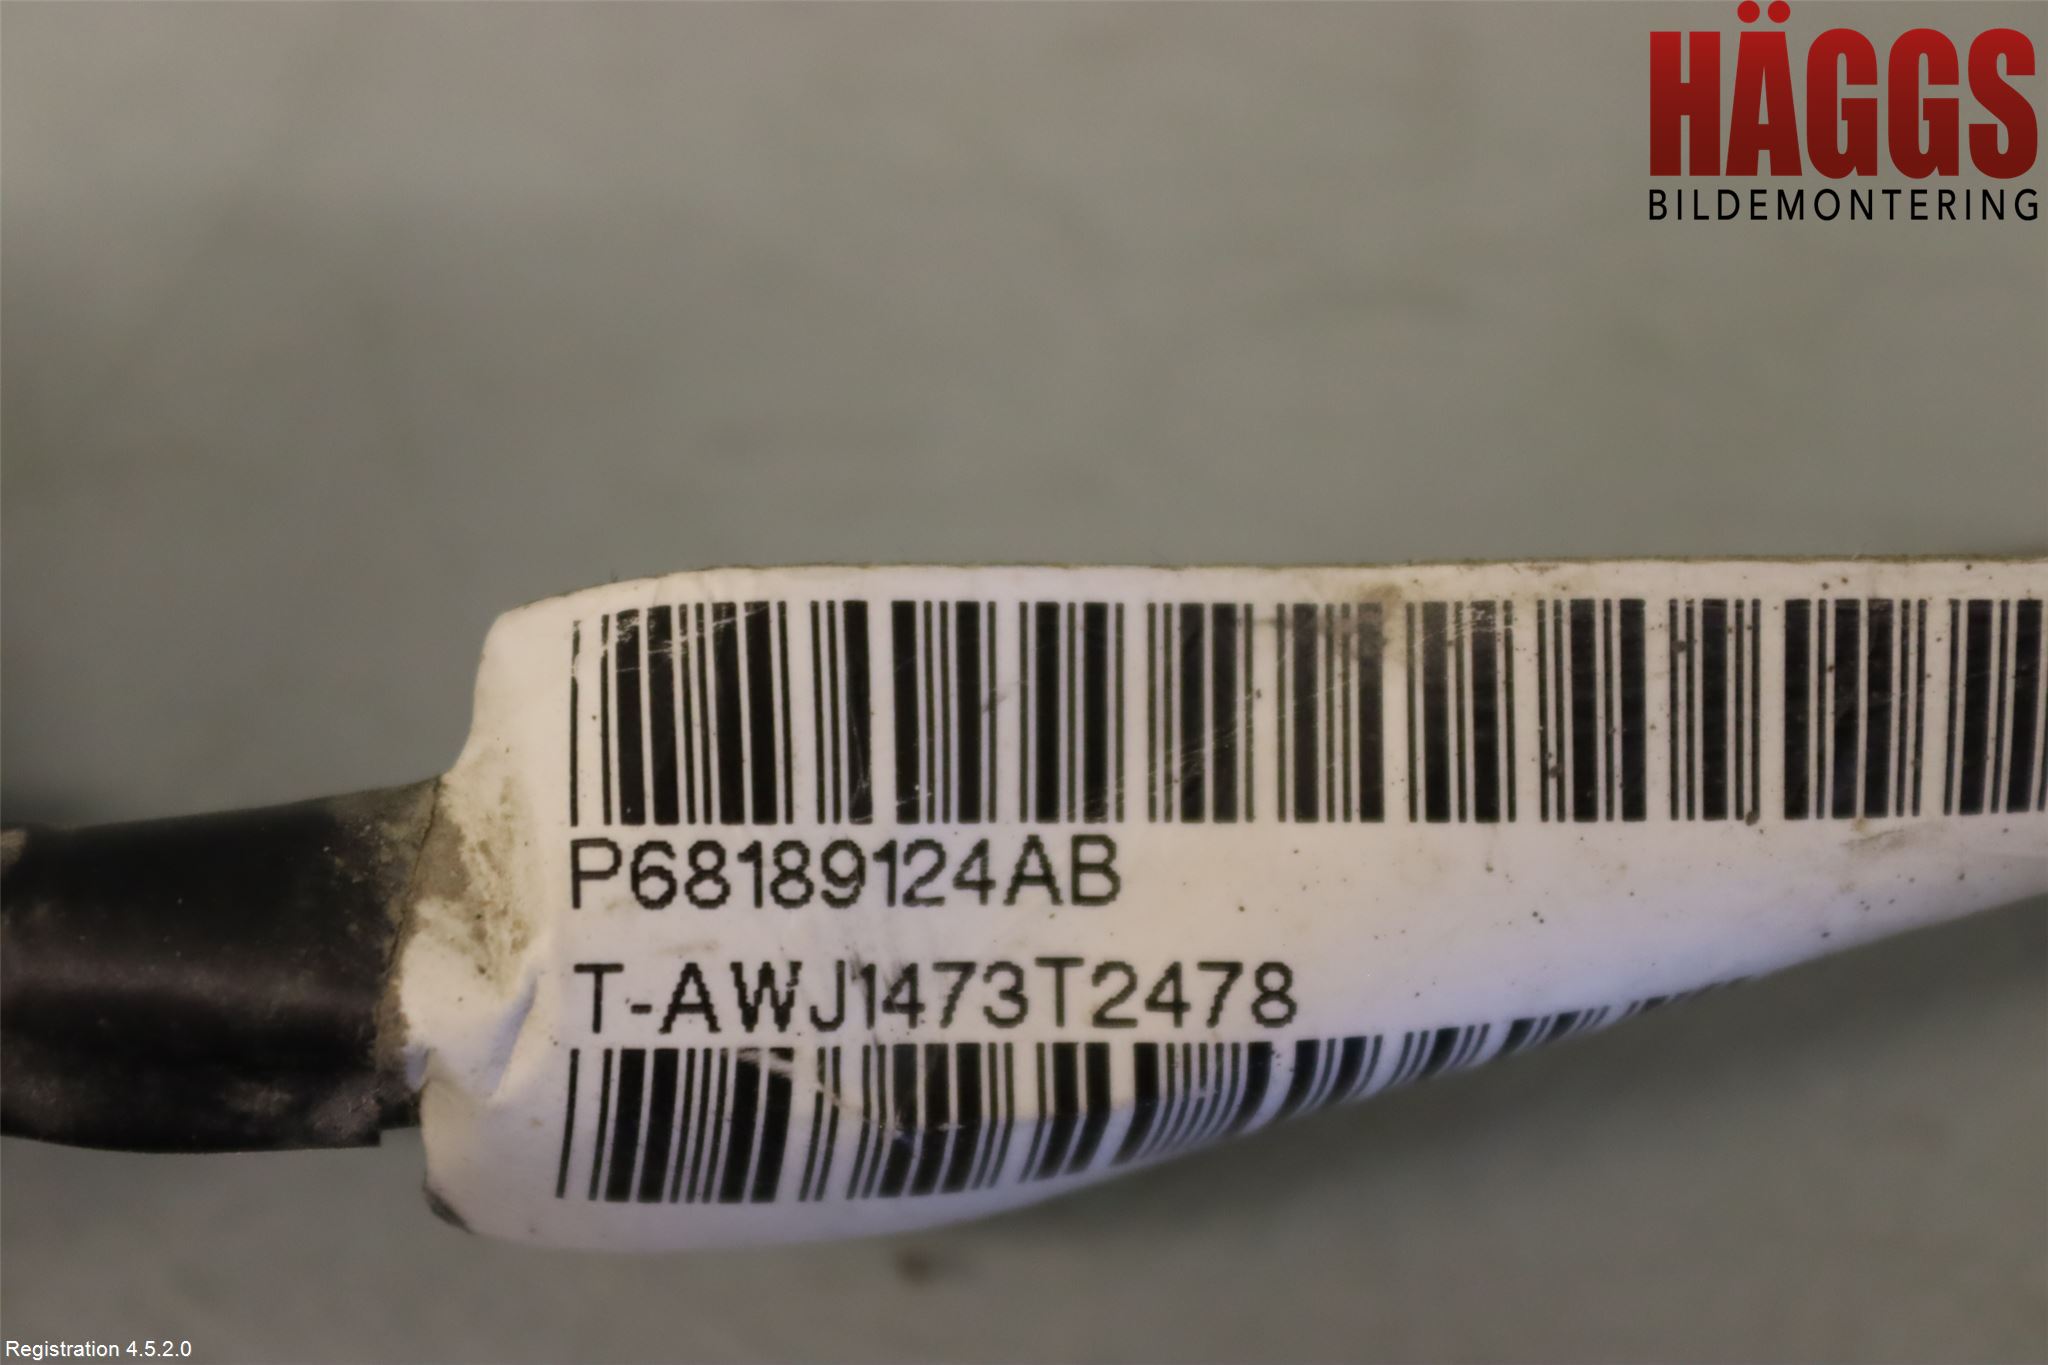 HÄGGS
BILDEMONTERING
P68189124AB
T-AWJ1473T2478
Registration 4.5.2.0